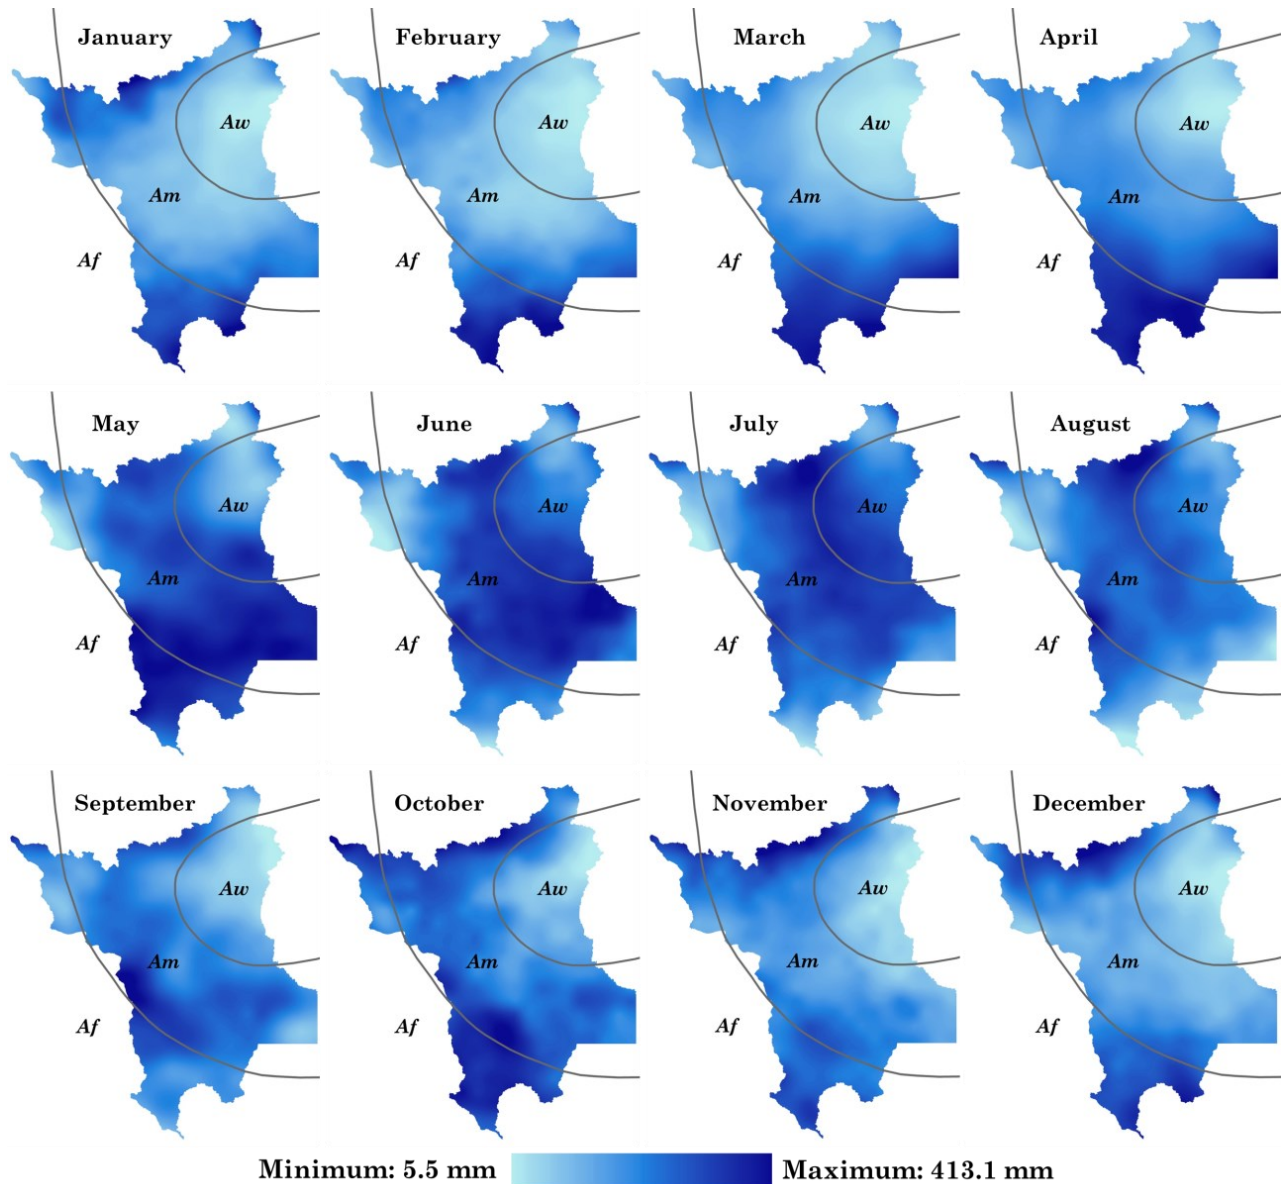 January
February
March
April
Aw
Aw
Aw
Aw
Am
Am
Am
Am
Af
Af
Af
Af
May
June
July
August
Aw
Aw
Aw
Aw
Am
Am
Am
Am
Af
Af
Af
Af
September
October
November
December
Aw
Aw
Aw
Aw
Am
Am
Am
Am
Af
Af
Af
Af
Minimum: 5.5 mm
Maximum: 413.1 mm